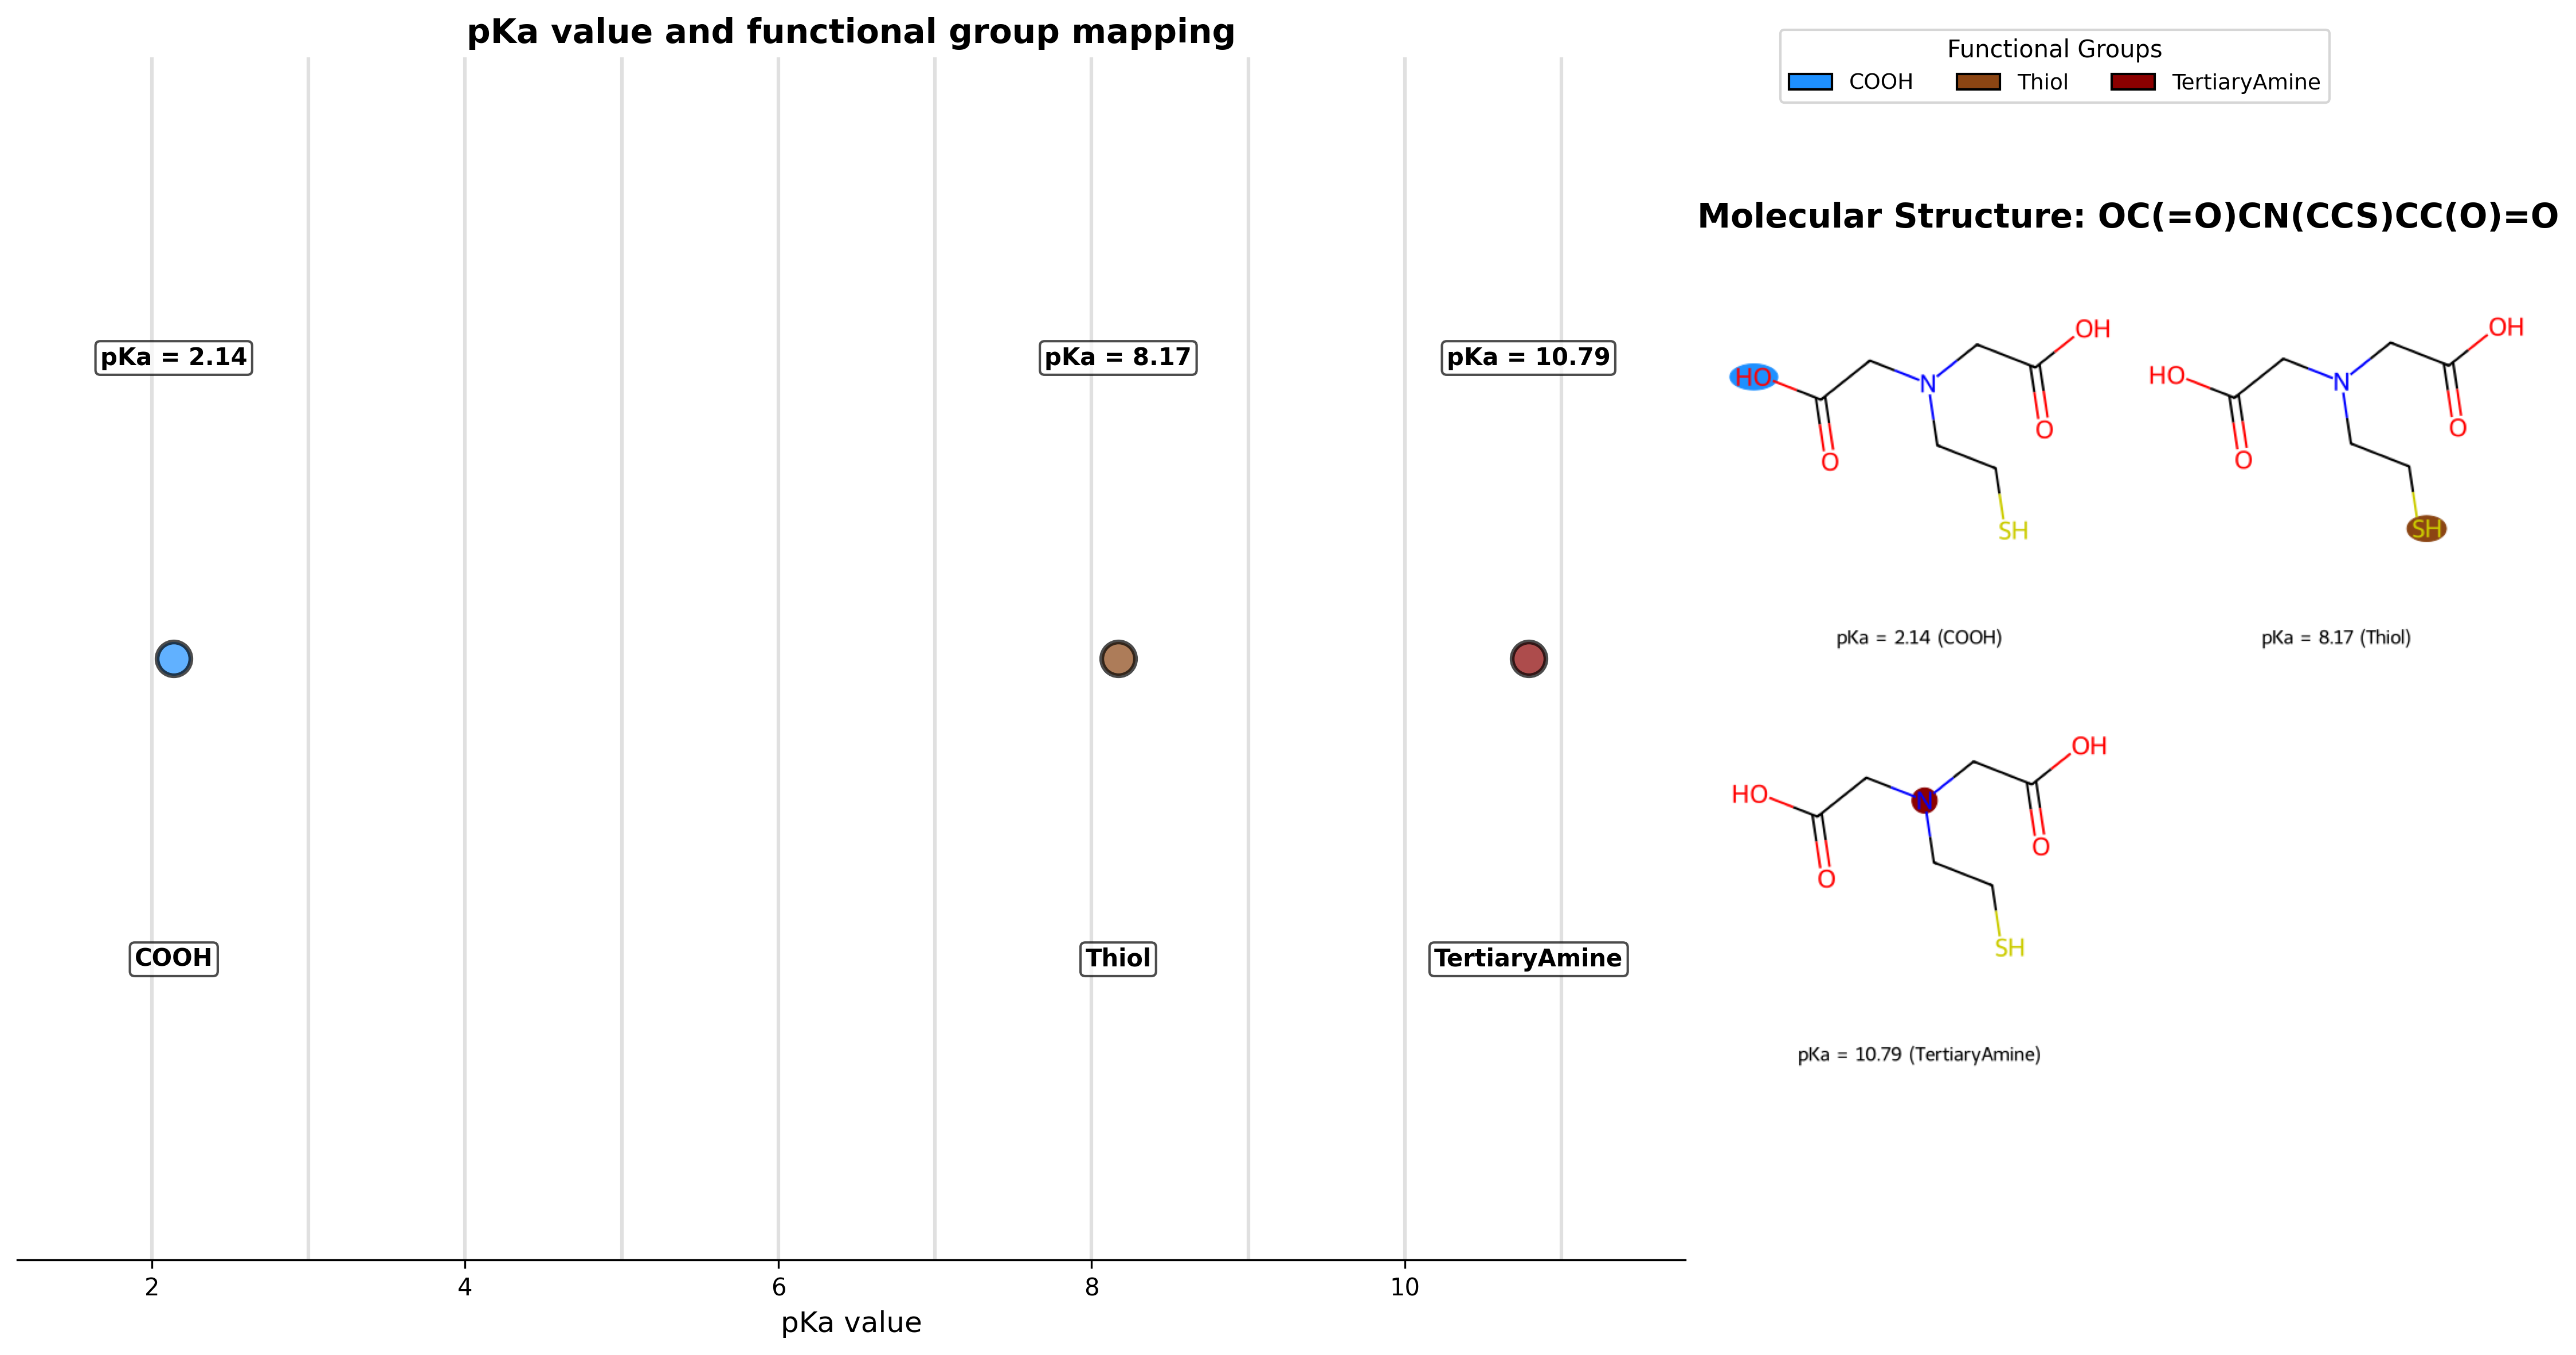 pKa value and functional group mapping
pKa = 2.14
pKa = 8.17
pKa = 10.79
COOH
Thiol
TertiaryAmine
2
4
6
8
10
pKa value
Functional Groups
COOH
Thiol
TertiaryAmine
Molecular Structure: OC(=O)CN(CCS)CC(O)=O
HO
O
N
OH
O
SH
pKa = 2.14 (COOH)
HO
O
N
OH
O
SH
pKa = 8.17 (Thiol)
HO
O
N
OH
O
SH
pKa = 10.79 (TertiaryAmine)